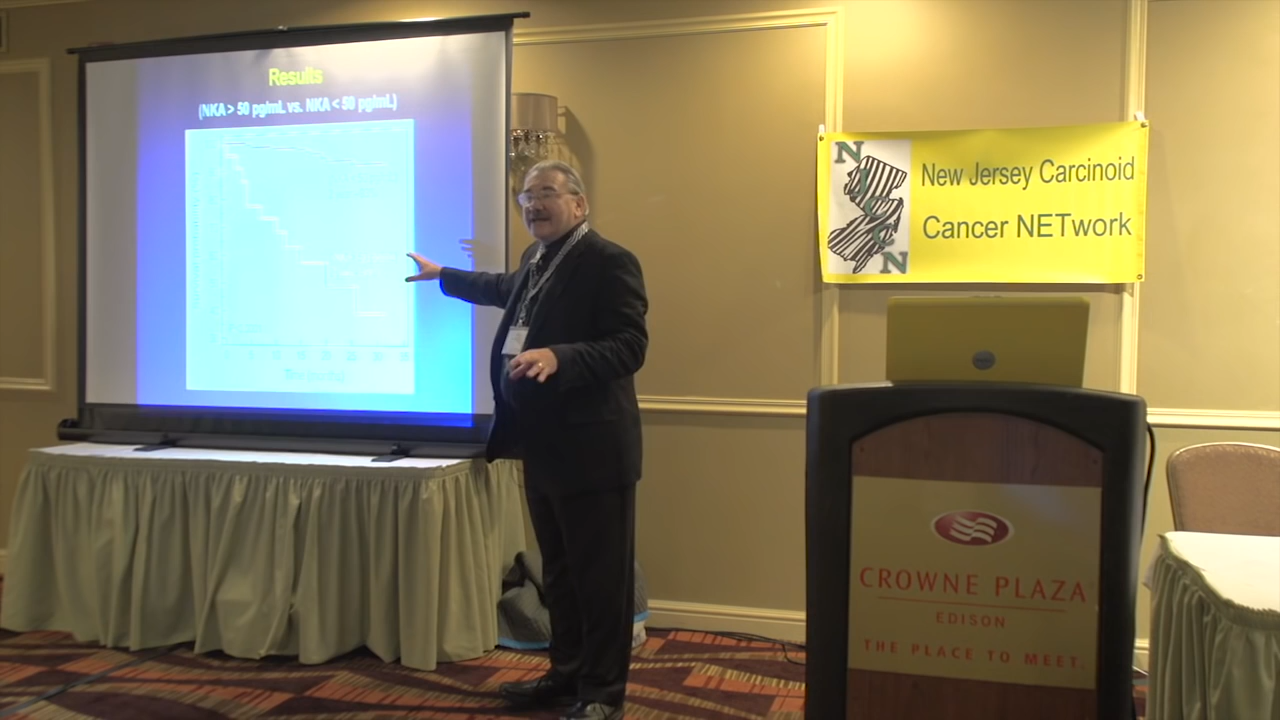 Results
(NKA > 50 pg/mL vs. NKA < 50 pg/mL)
NJCCN
New Jersey Carcinoid
Cancer NETwork
CROWNE PLAZA
EDISON
THE PLACE TO MEET.